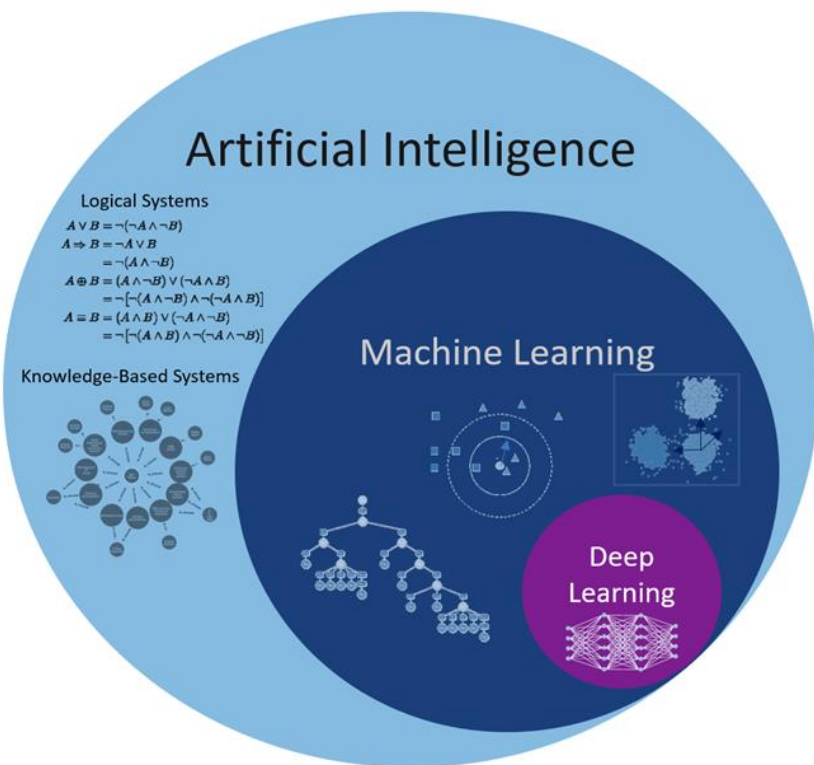 Artificial Intelligence
Logical Systems
A ∨ B = ¬(¬A ∧ ¬B)
A ⇒ B = ¬A ∨ B
= ¬(A ∧ ¬B)
A ⊕ B = (A ∧ ¬B) ∨ (¬A ∧ B)
= ¬[¬(A ∧ ¬B) ∧ ¬(¬A ∧ B)]
A ≡ B = (A ∧ B) ∨ (¬A ∧ ¬B)
= ¬[¬(A ∧ B) ∧ ¬(¬A ∧ ¬B)]
Knowledge-Based Systems
Machine Learning
Deep
Learning